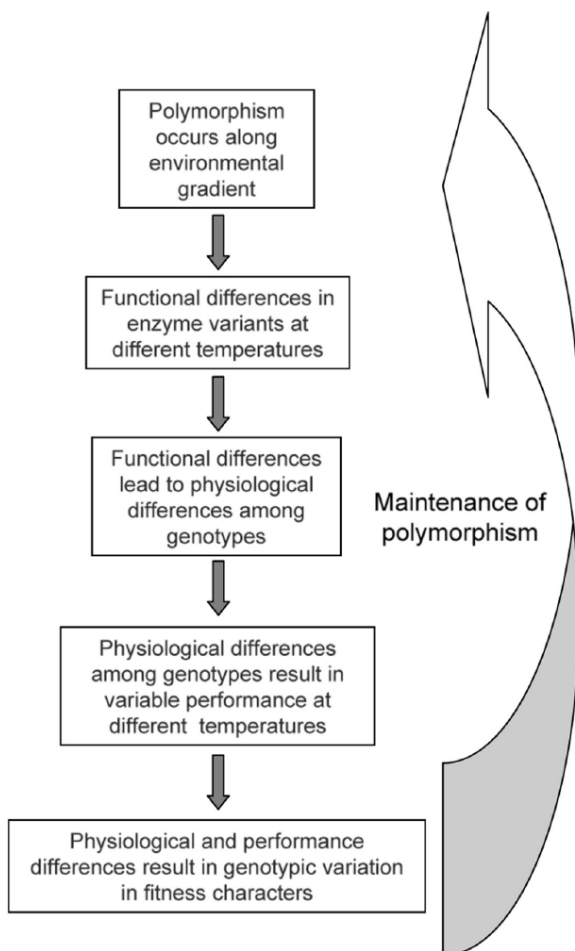 Polymorphism
occurs along
environmental
gradient
Functional differences in
enzyme variants at
different temperatures
Functional differences
lead to physiological
differences among
genotypes
Maintenance of
polymorphism
Physiological differences
among genotypes result in
variable performance at
different temperatures
Physiological and performance
differences result in genotypic variation
in fitness characters